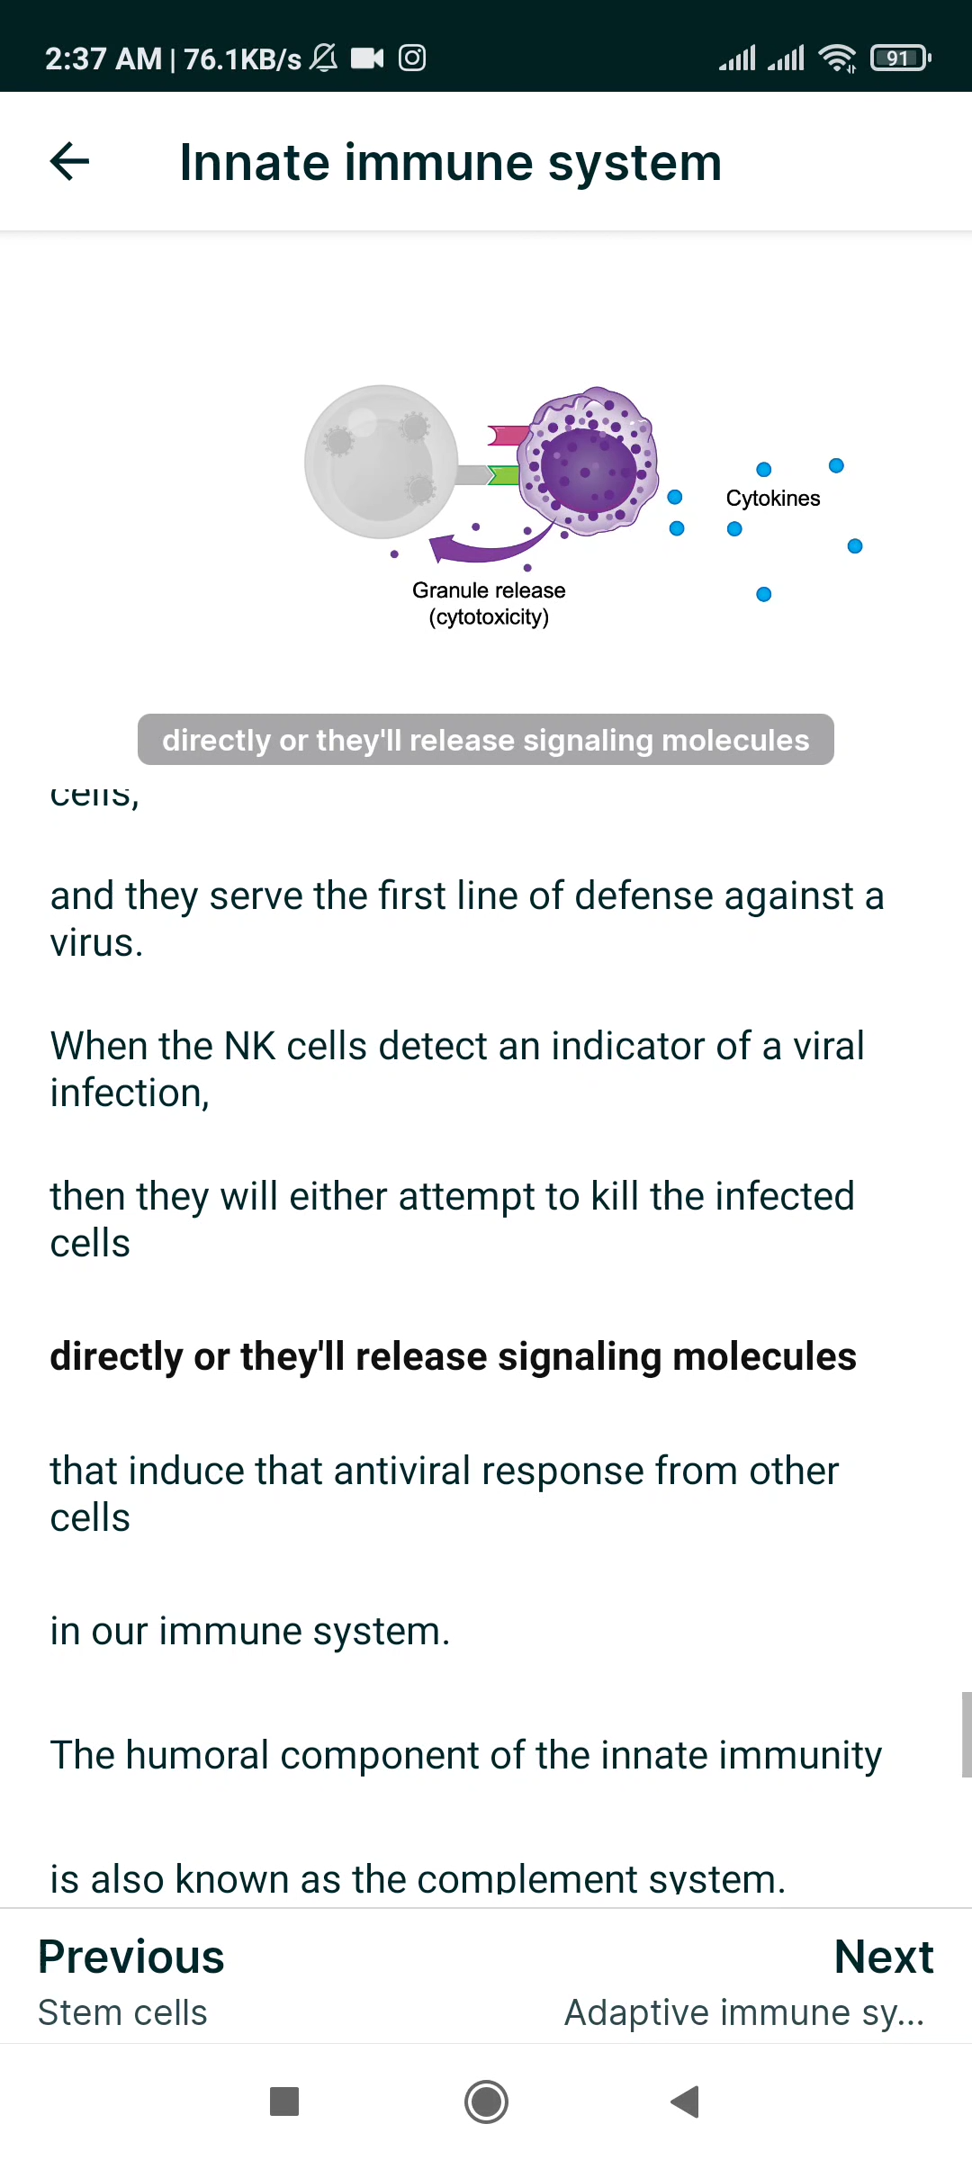 2:37 AM | 76.1KB/s
91
Innate immune system
Cytokines
Granule release
(cytotoxicity)
directly or they'll release signaling molecules
cells,
and they serve the first line of defense against a
virus.
When the NK cells detect an indicator of a viral
infection,
then they will either attempt to kill the infected
cells
directly or they'll release signaling molecules
that induce that antiviral response from other
cells
in our immune system.
The humoral component of the innate immunity
is also known as the complement system.
Previous
Next
Stem cells
Adaptive immune sy...